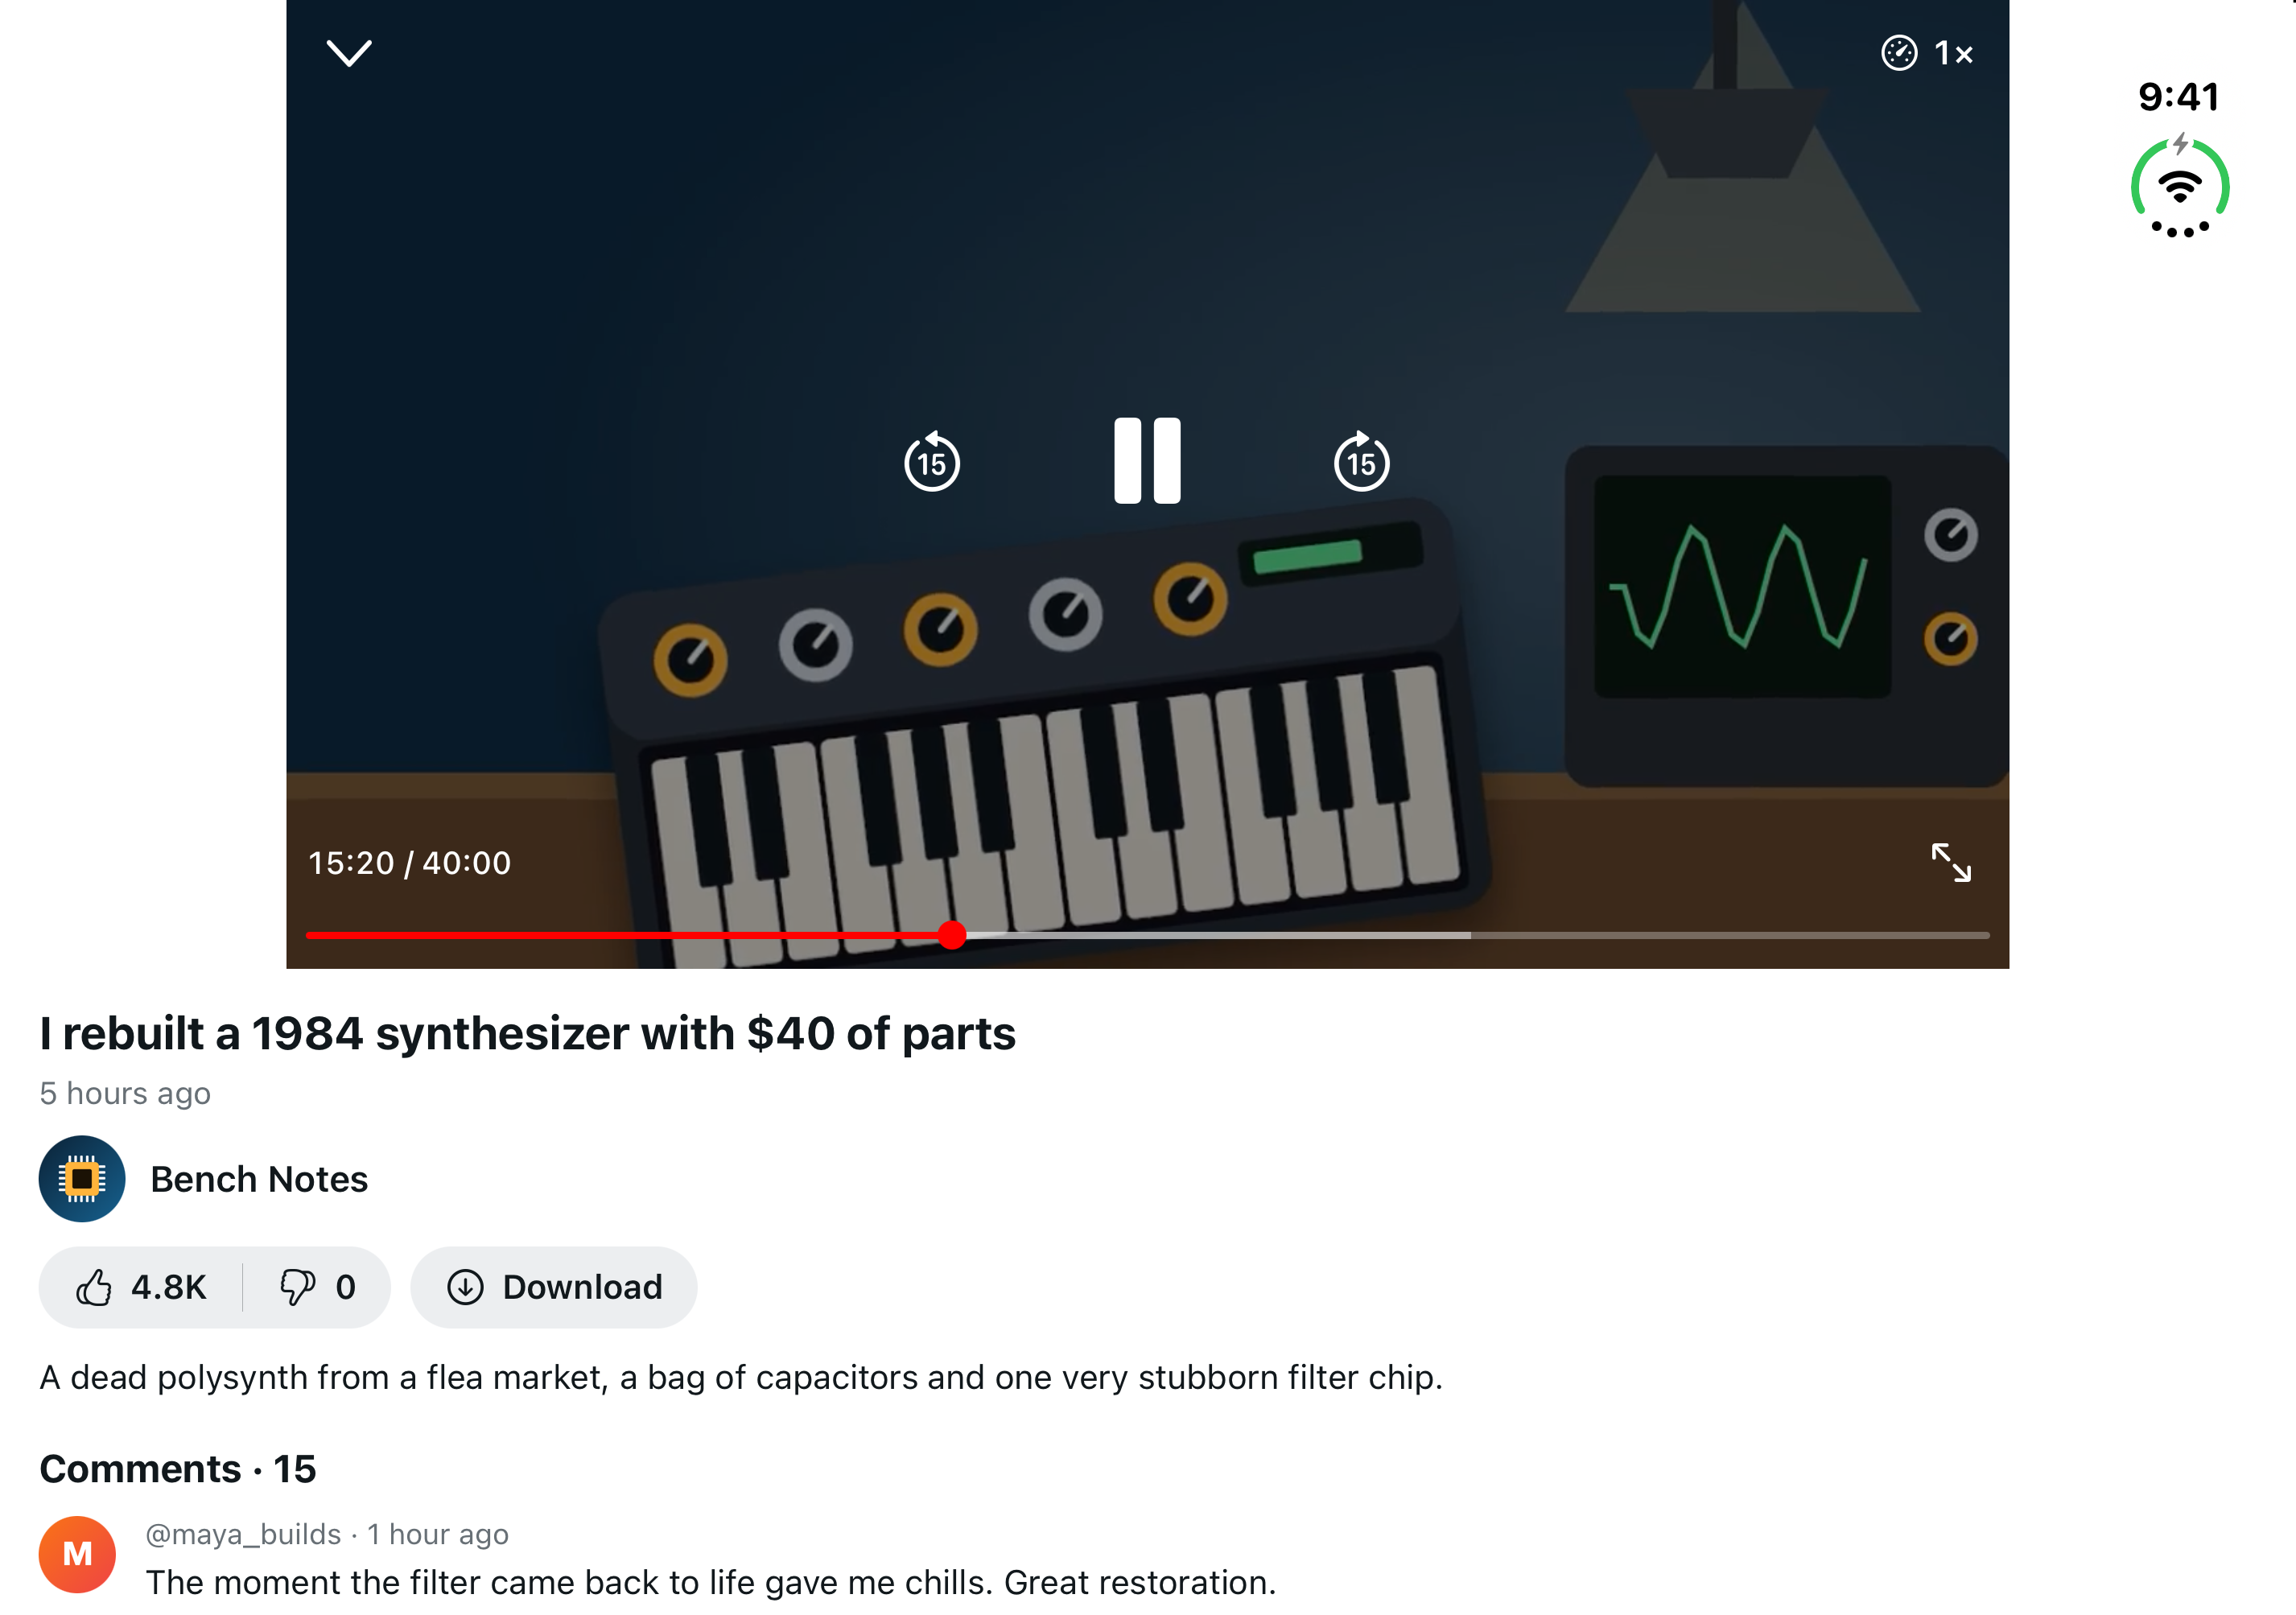 1×
9:41
15
15
15:20 / 40:00
I rebuilt a 1984 synthesizer with $40 of parts
5 hours ago
Bench Notes
4.8K
0
Download
A dead polysynth from a flea market, a bag of capacitors and one very stubborn filter chip.
Comments · 15
M
@maya_builds · 1 hour ago
The moment the filter came back to life gave me chills. Great restoration.